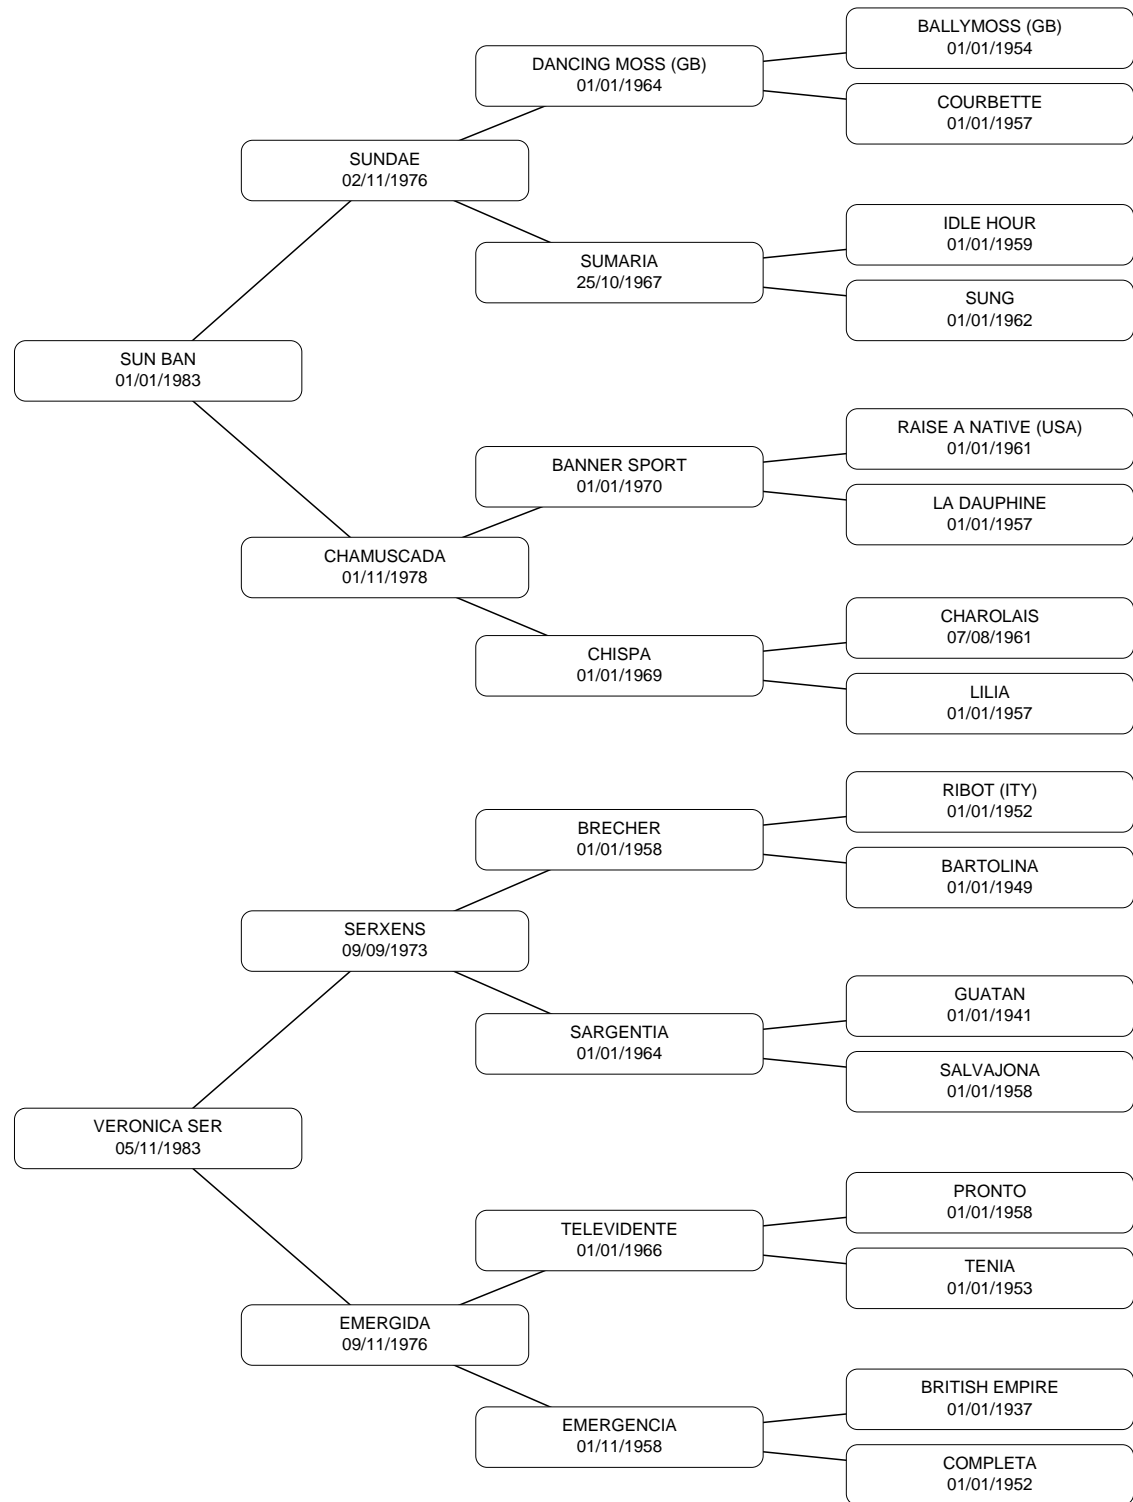 BALLYMOSS (GB)
01/01/1954
DANCING MOSS (GB)
01/01/1964
COURBETTE
01/01/1957
SUNDAE
02/11/1976
IDLE HOUR
01/01/1959
SUMARIA
25/10/1967
SUNG
01/01/1962
SUN BAN
01/01/1983
RAISE A NATIVE (USA)
01/01/1961
BANNER SPORT
01/01/1970
LA DAUPHINE
01/01/1957
CHAMUSCADA
01/11/1978
CHAROLAIS
07/08/1961
CHISPA
01/01/1969
LILIA
01/01/1957
RIBOT (ITY)
01/01/1952
BRECHER
01/01/1958
BARTOLINA
01/01/1949
SERXENS
09/09/1973
GUATAN
01/01/1941
SARGENTIA
01/01/1964
SALVAJONA
01/01/1958
VERONICA SER
05/11/1983
PRONTO
01/01/1958
TELEVIDENTE
01/01/1966
TENIA
01/01/1953
EMERGIDA
09/11/1976
BRITISH EMPIRE
01/01/1937
EMERGENCIA
01/11/1958
COMPLETA
01/01/1952